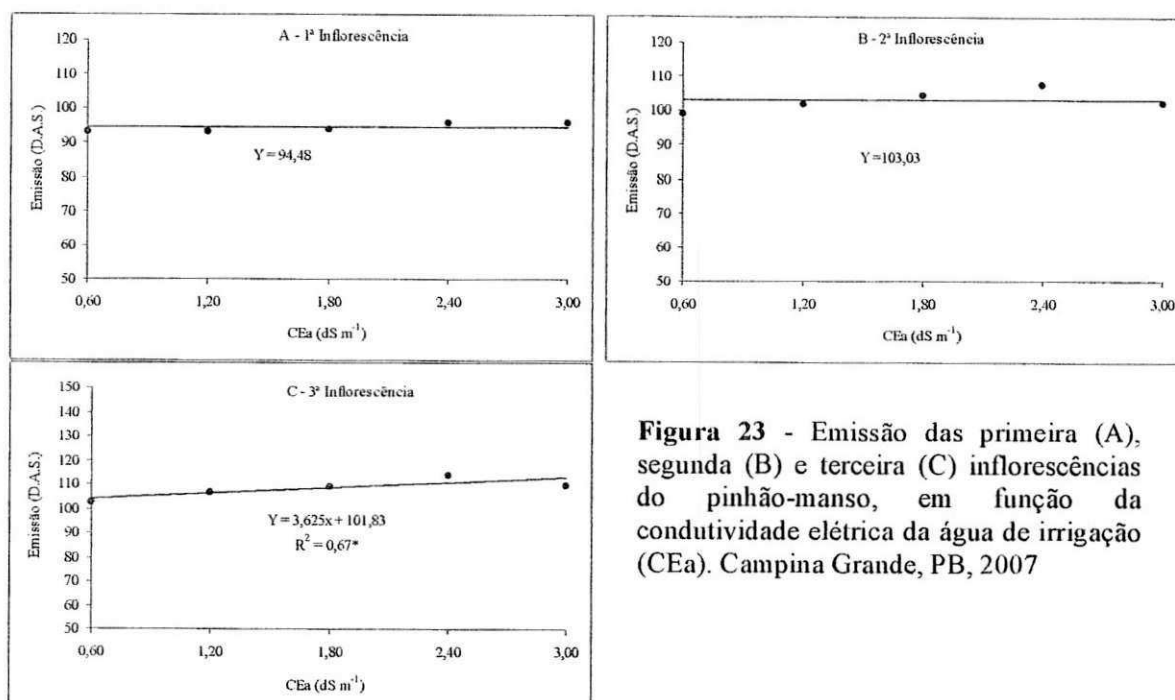 A - 1ª Inflorescência
120
110
100
90
80
70
60
50
Emissão (D.A.S.)
Y = 94,48
0,60 1,20 1,80 2,40 3,00
CEa (dS m⁻¹)
B - 2ª Inflorescência
120
110
100
90
80
70
60
50
Emissão (D.A.S.)
Y =103,03
0,60 1,20 1,80 2,40 3,00
CEa (dS m⁻¹)
C - 3ª Inflorescência
150
140
130
120
110
100
90
80
70
60
50
Emissão (D.A.S.)
Y = 3,625x + 101,83
R² = 0,67*
0,60 1,20 1,80 2,40 3,00
CEa (dS m⁻¹)
Figura 23 - Emissão das primeira (A),
segunda (B) e terceira (C) inflorescências
do pinhão-manso, em função da
condutividade elétrica da água de irrigação
(CEa). Campina Grande, PB, 2007